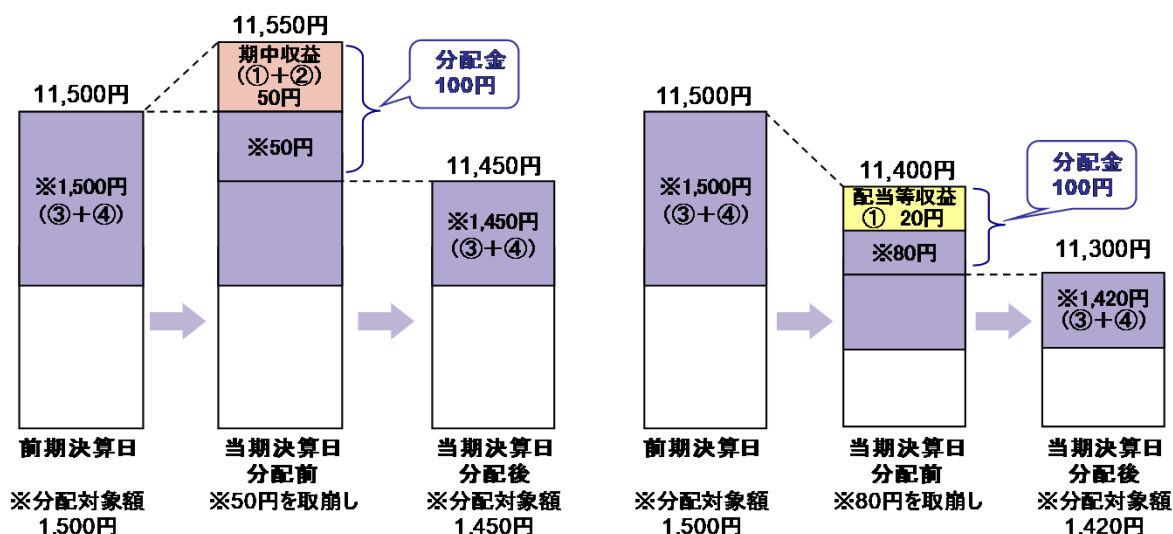 11,500円
※1,500円
(③+④)
前期決算日
※分配対象額
1,500円
11,550円
期中収益
(①+②)
50円
※50円
分配金
100円
当期決算日
分配前
※50円を取崩し
11,450円
※1,450円
(③+④)
当期決算日
分配後
※分配対象額
1,450円
11,500円
※1,500円
(③+④)
前期決算日
※分配対象額
1,500円
11,400円
配当等収益
① 20円
※80円
分配金
100円
当期決算日
分配前
※80円を取崩し
11,300円
※1,420円
(③+④)
当期決算日
分配後
※分配対象額
1,420円